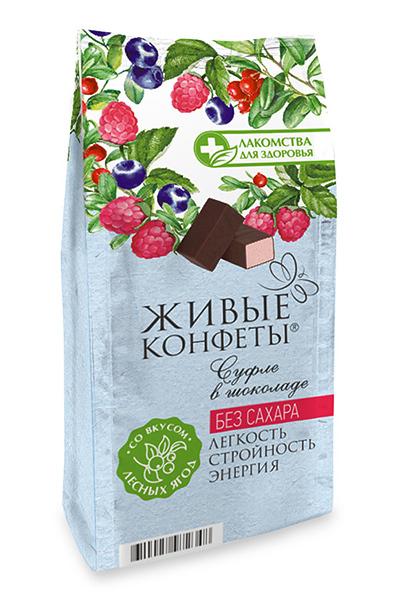 ЛАКОМСТВА
ДЛЯ ЗДОРОВЬЯ
ЖИВЫЕ
КОНФЕТЫ®
Суфле
в шоколаде
БЕЗ САХАРА
ЛЕГКОСТЬ
СТРОЙНОСТЬ
ЭНЕРГИЯ
СО ВКУСОМ
ЛЕСНЫХ ЯГОД